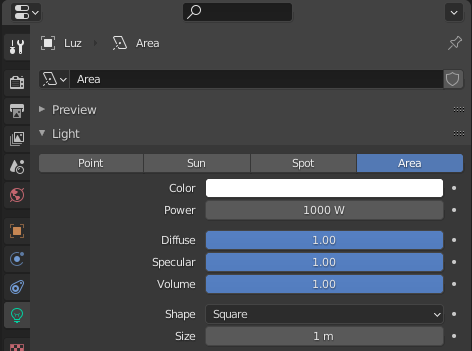 Luz Area
Area
Preview
Light
Point Sun Spot Area
Color
Power 1000 W
Diffuse 1.00
Specular 1.00
Volume 1.00
Shape Square
Size 1 m